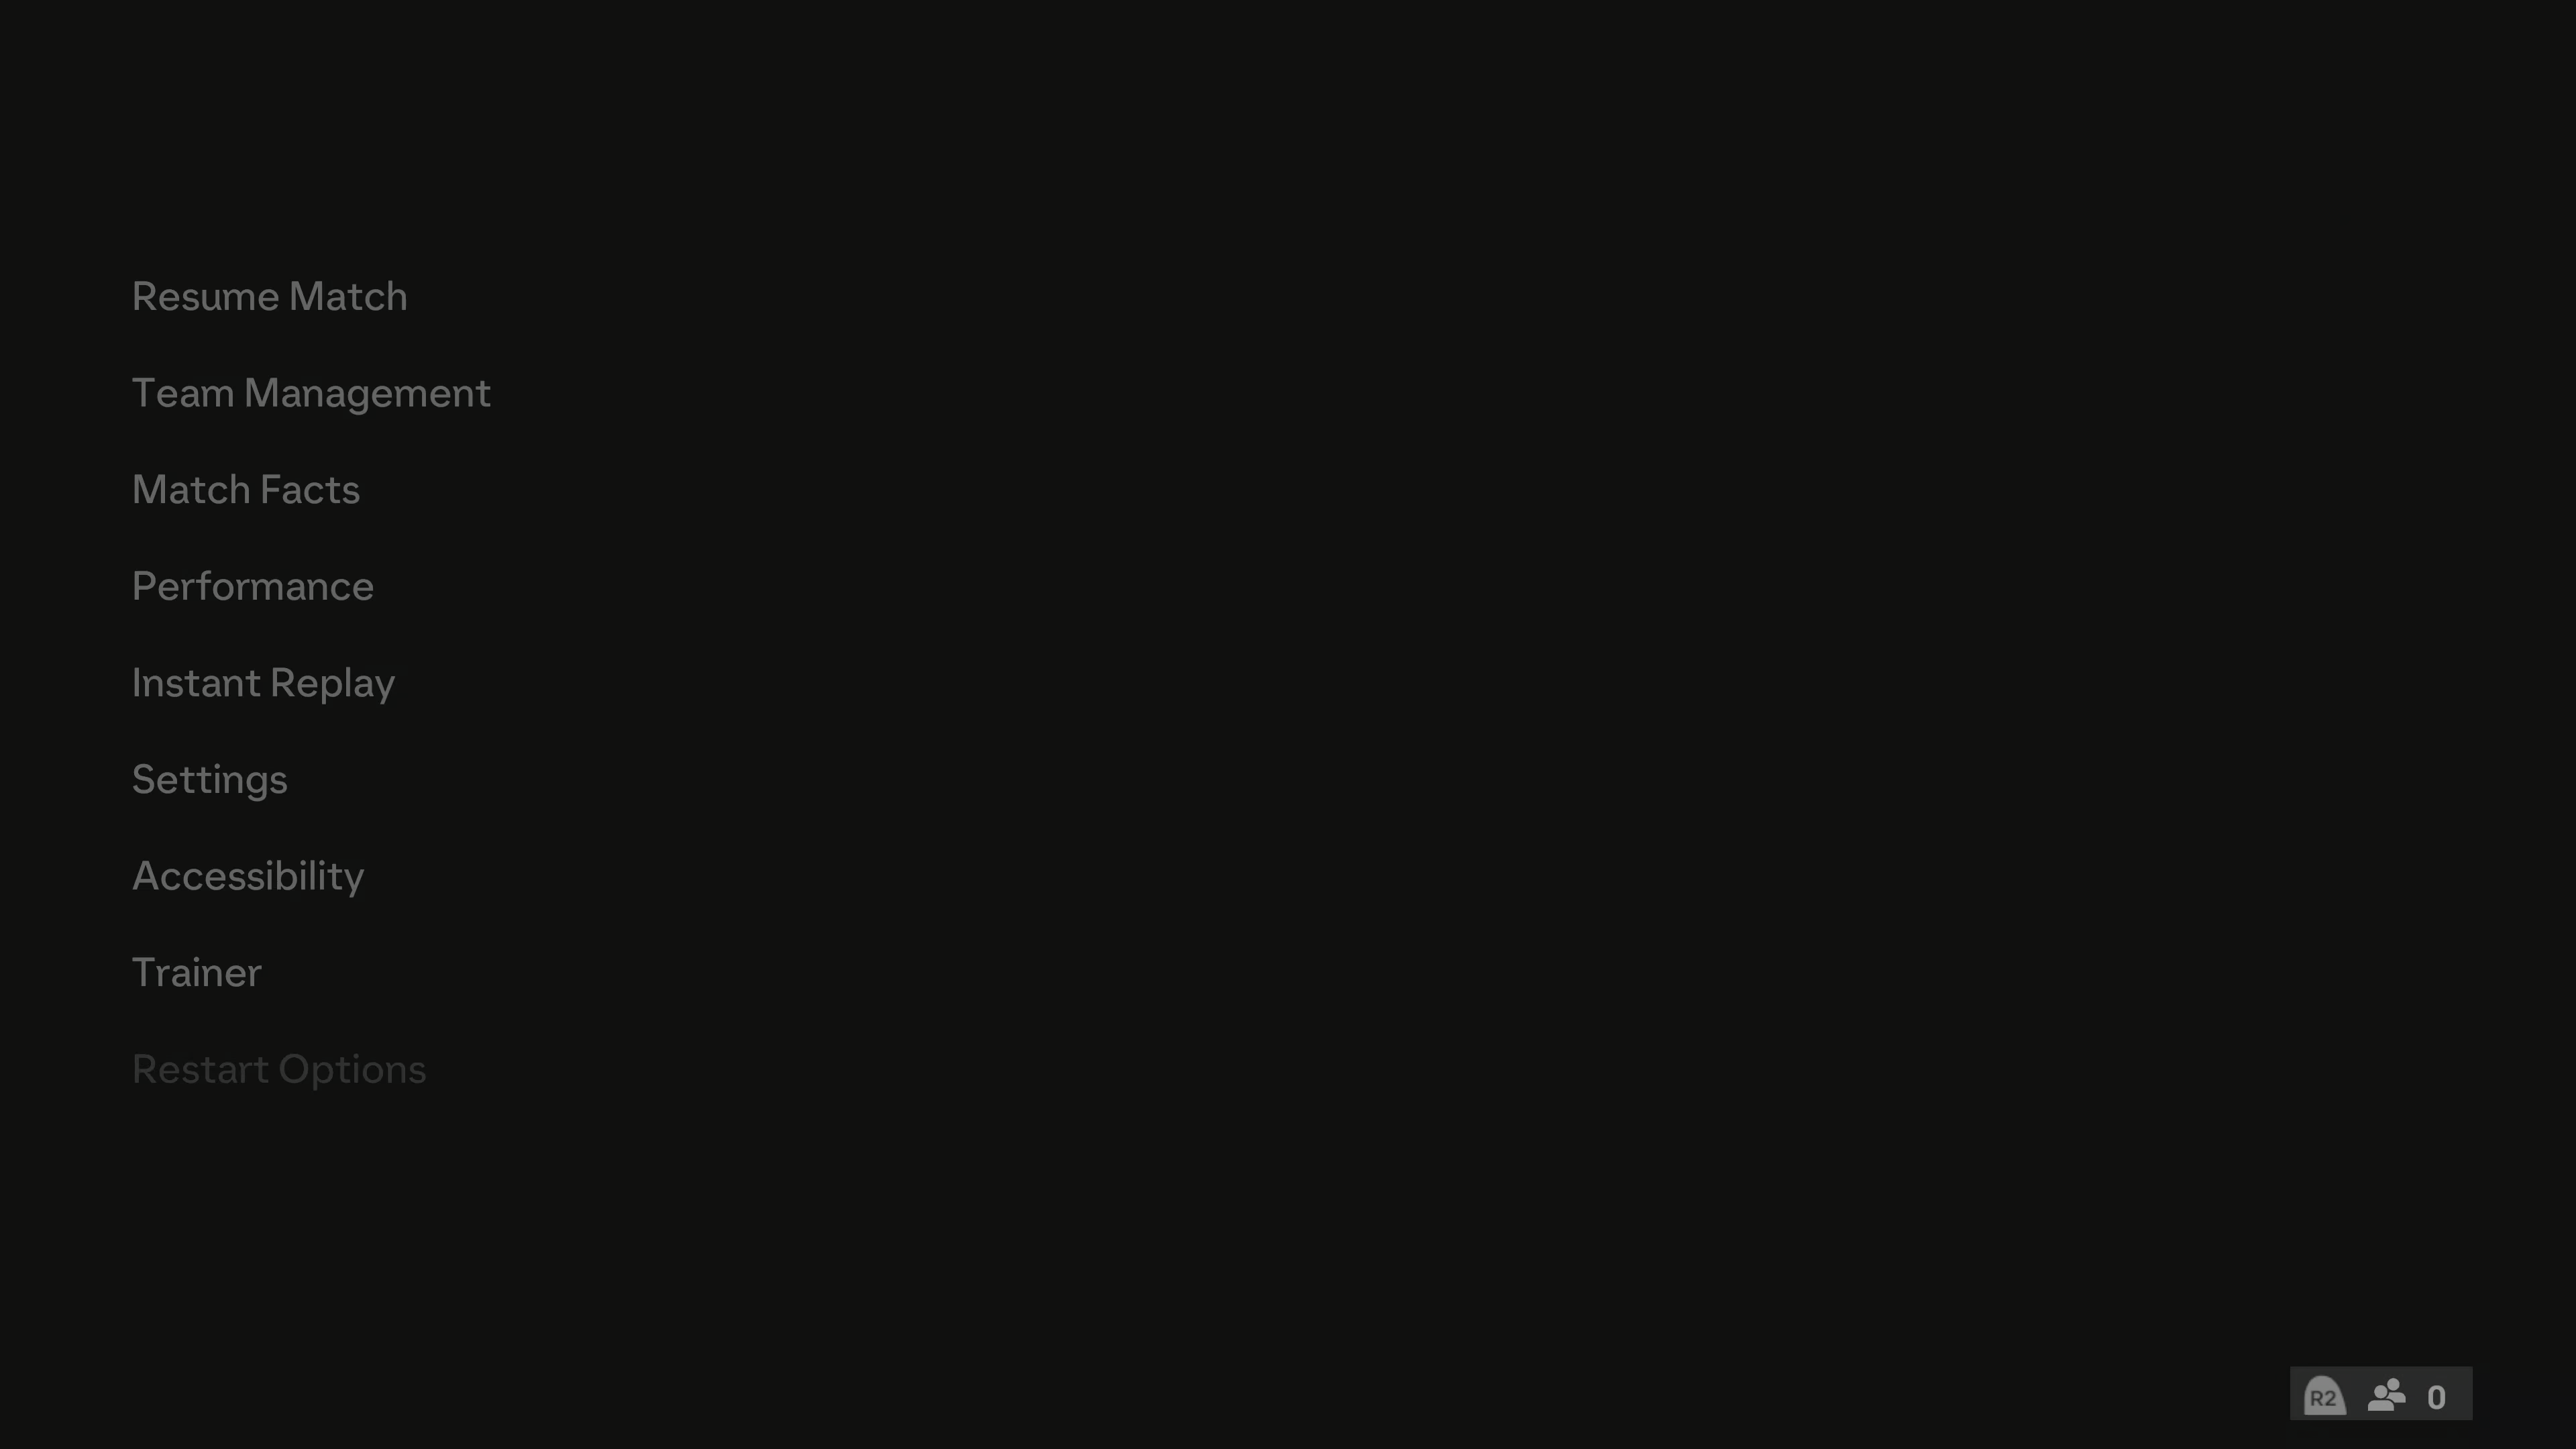 Resume Match
Team Management
Match Facts
Performance
Instant Replay
Settings
Accessibility
Trainer
Restart Options
R2 0